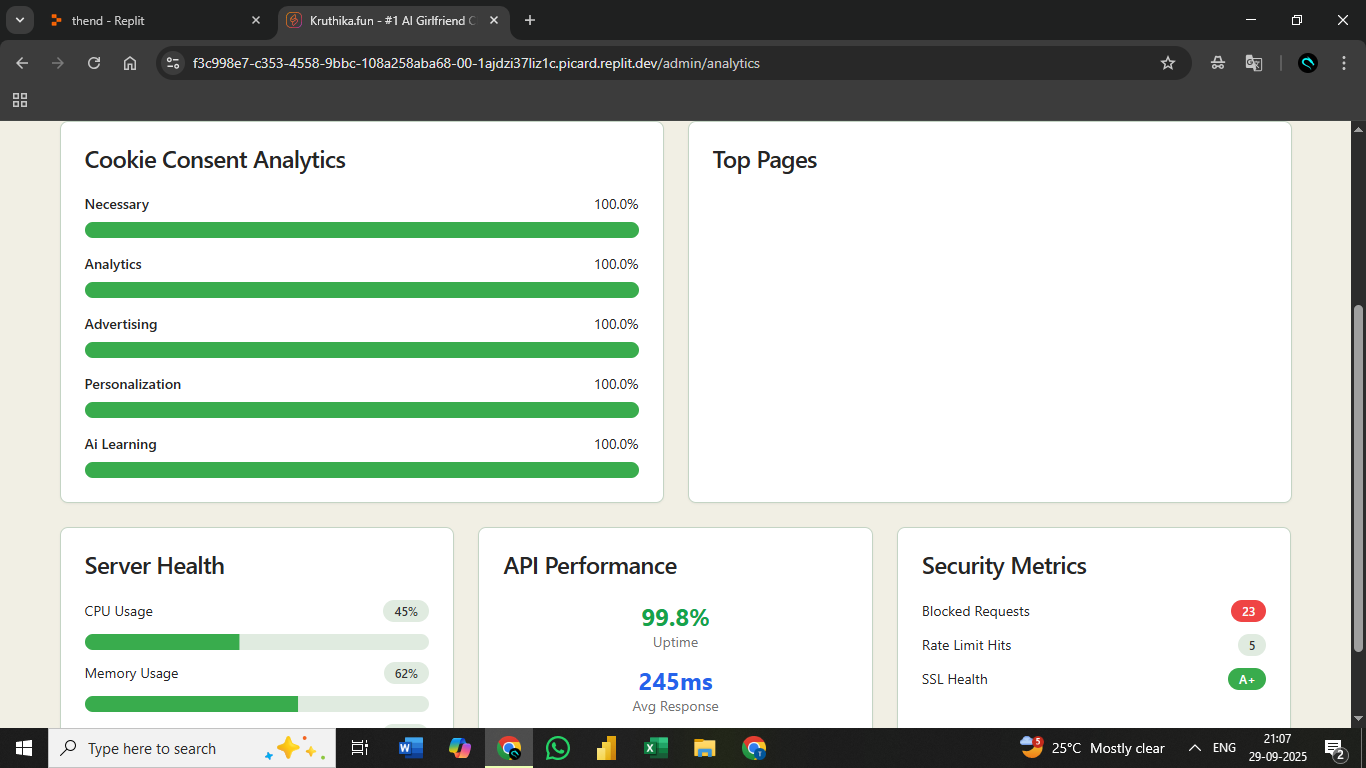 thend - Replit
Kruthika.fun - #1 AI Girlfriend C
f3c998e7-c353-4558-9bbc-108a258aba68-00-1ajdzi37liz1c.picard.replit.dev/admin/analytics
Cookie Consent Analytics
Necessary 100.0%
Analytics 100.0%
Advertising 100.0%
Personalization 100.0%
Ai Learning 100.0%
Top Pages
Server Health
CPU Usage 45%
Memory Usage 62%
API Performance
99.8%
Uptime
245ms
Avg Response
Security Metrics
Blocked Requests 23
Rate Limit Hits 5
SSL Health A+
Type here to search
5
25°C Mostly clear
ENG
21:07
29-09-2025
2